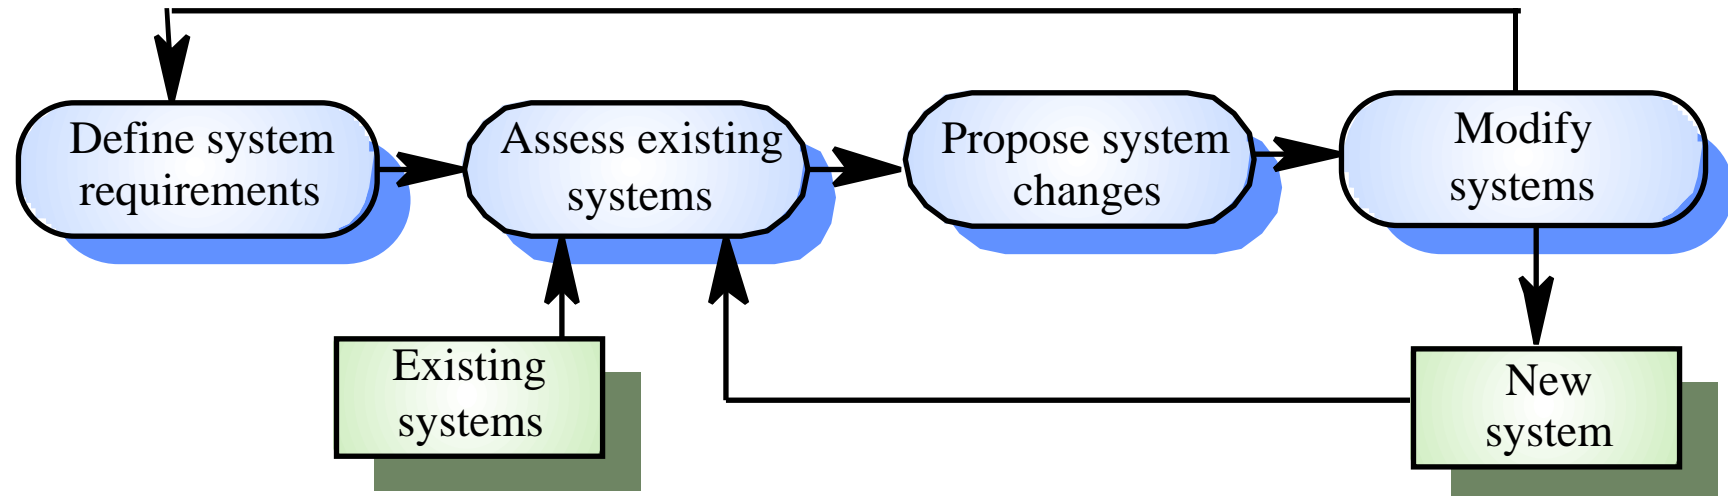 Define system
requirements
Assess existing
systems
Propose system
changes
Modify
systems
Existing
systems
New
system